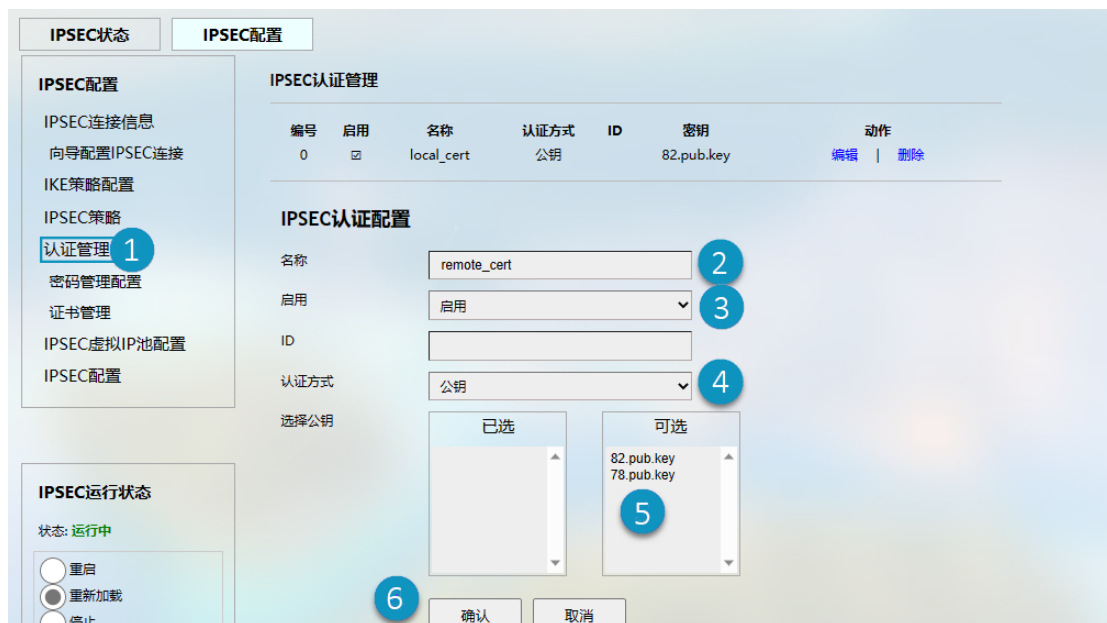 IPSEC状态 IPSEC配置
IPSEC配置
IPSEC连接信息
向导配置IPSEC连接
IKE策略配置
IPSEC策略
认证管理 1
密码管理配置
证书管理
IPSEC虚拟IP池配置
IPSEC配置
IPSEC运行状态
状态: 运行中
重启
重新加载
停止
IPSEC认证管理
编号 启用 名称 认证方式 ID 密钥 动作
0 ☑ local_cert 公钥 82.pub.key 编辑 | 删除
IPSEC认证配置
名称 remote_cert 2
启用 启用 3
ID
认证方式 公钥 4
选择公钥 已选 可选
82.pub.key
78.pub.key
5
6 确认 取消